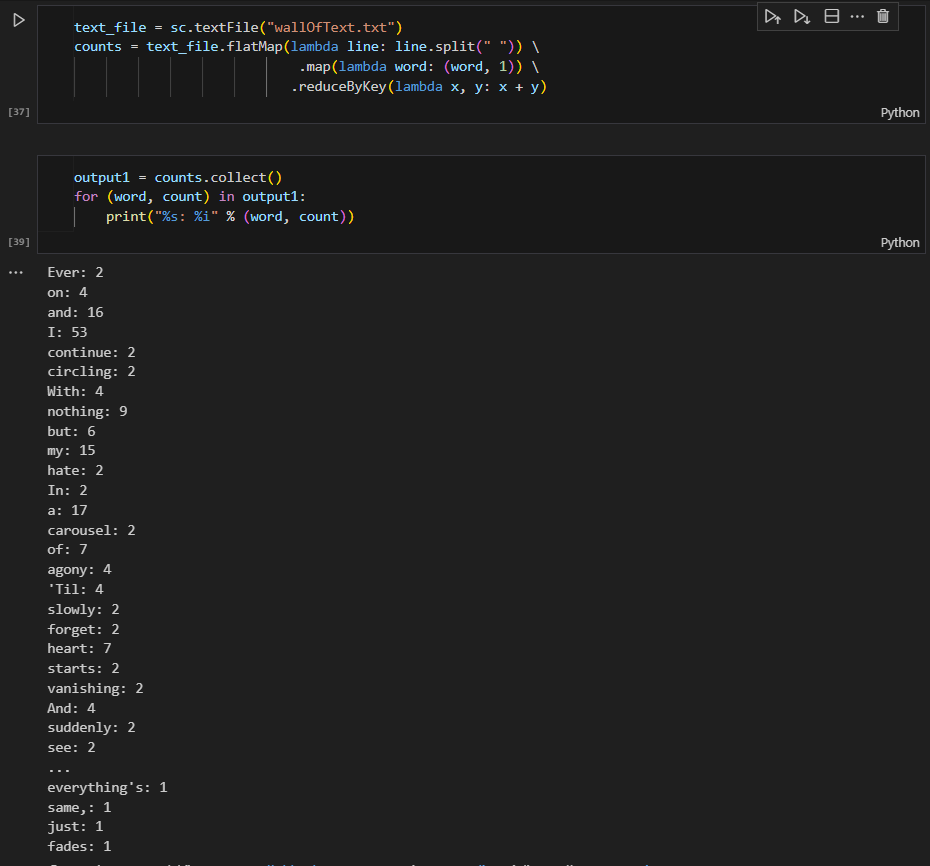 text_file = sc.textFile("wallOfText.txt")
counts = text_file.flatMap(lambda line: line.split(" ")) \
.map(lambda word: (word, 1)) \
.reduceByKey(lambda x, y: x + y)
[37]
Python
output1 = counts.collect()
for (word, count) in output1:
print("%s: %i" % (word, count))
[39]
Python
...
Ever: 2
on: 4
and: 16
I: 53
continue: 2
circling: 2
With: 4
nothing: 9
but: 6
my: 15
hate: 2
In: 2
a: 17
carousel: 2
of: 7
agony: 4
'Til: 4
slowly: 2
forget: 2
heart: 7
starts: 2
vanishing: 2
And: 4
suddenly: 2
see: 2
...
everything's: 1
same,: 1
just: 1
fades: 1